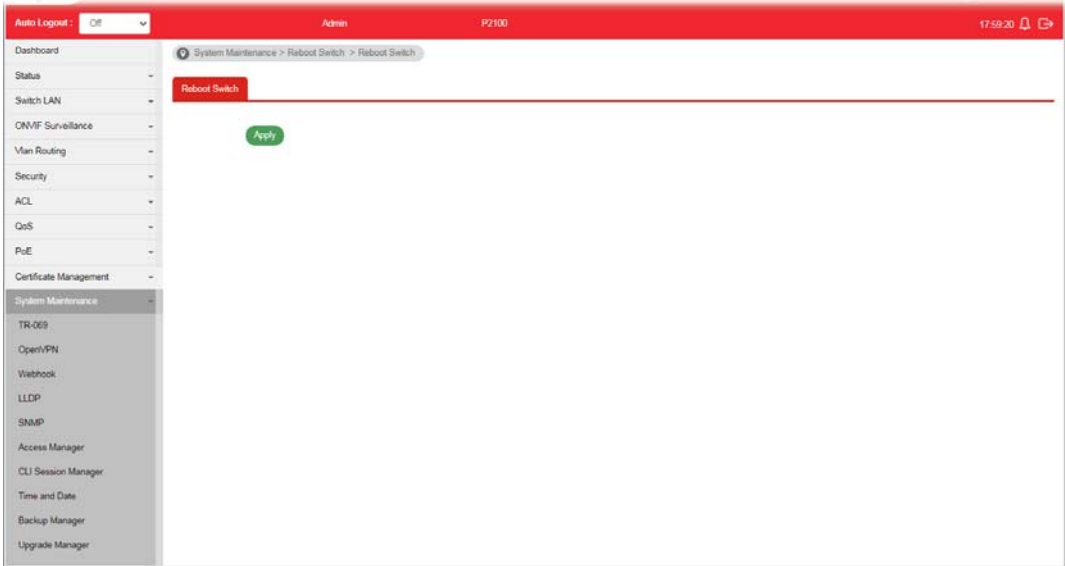 Auto Logout : Off Admin P2100 17:59:20
System Maintenance > Reboot Switch > Reboot Switch
Reboot Switch
Apply
Dashboard
Status
Switch LAN
ONVIF Surveillance
Vlan Routing
Security
ACL
QoS
PoE
Certificate Management
System Maintenance
TR-069
OpenVPN
Webhook
LLDP
SNMP
Access Manager
CLI Session Manager
Time and Date
Backup Manager
Upgrade Manager